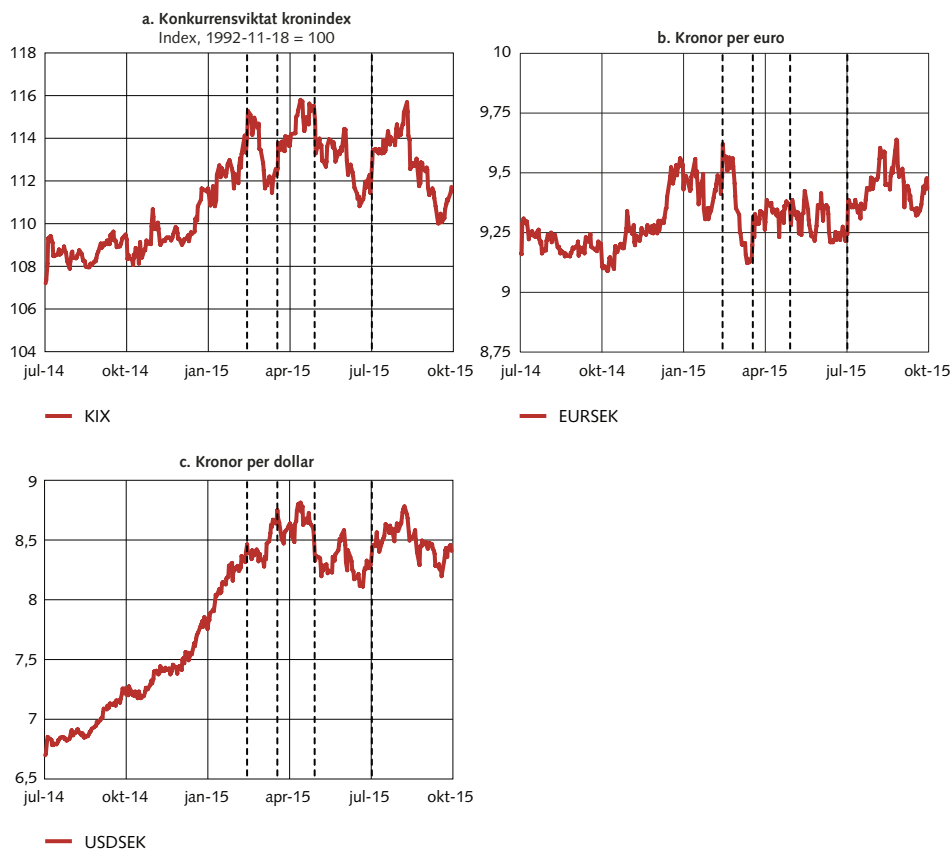 a. Konkurrensviktat kronindex
Index, 1992-11-18 = 100
118
116
114
112
110
108
106
104
jul-14 okt-14 jan-15 apr-15 jul-15 okt-15
KIX
b. Kronor per euro
10
9,75
9,5
9,25
9
8,75
jul-14 okt-14 jan-15 apr-15 jul-15 okt-15
EURSEK
c. Kronor per dollar
9
8,5
8
7,5
7
6,5
jul-14 okt-14 jan-15 apr-15 jul-15 okt-15
USDSEK